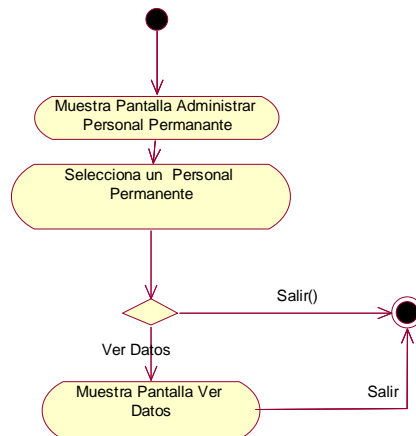 Muestra Pantalla Administrar
Personal Permanante
Selecciona un Personal
Permanente
Salir()
Ver Datos
Muestra Pantalla Ver
Datos
Salir